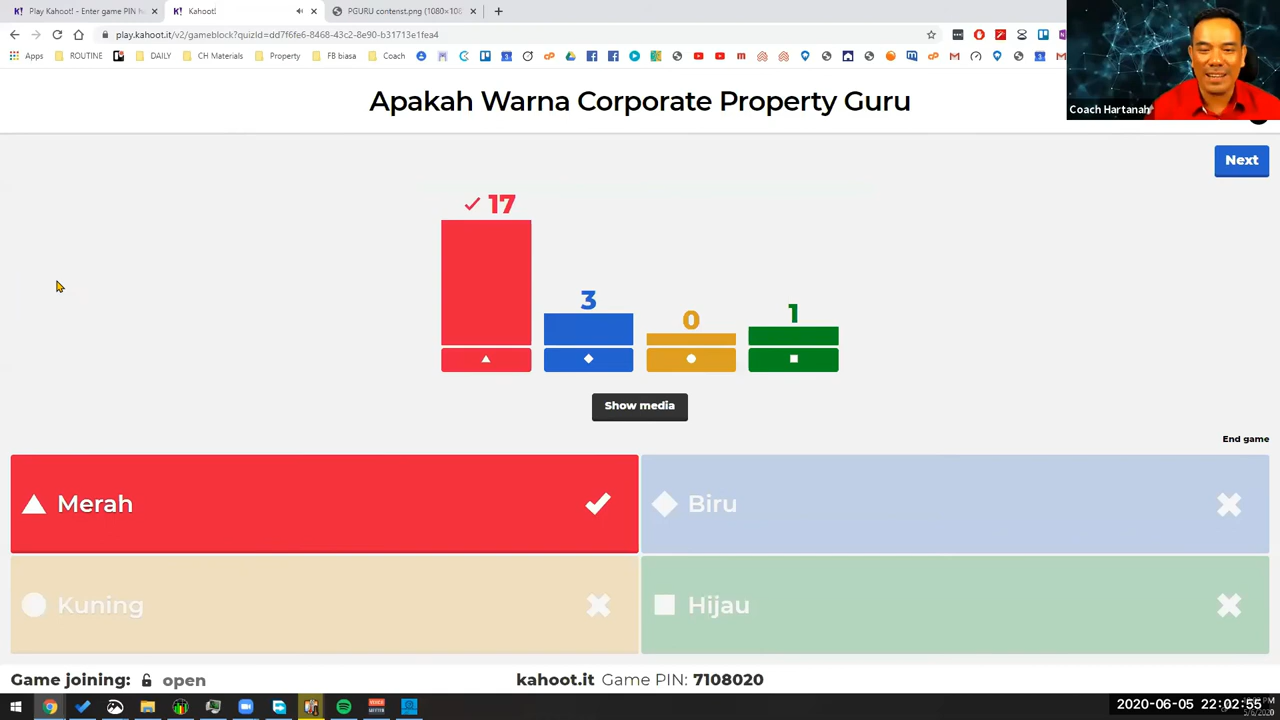 Play Kahoot! - Enter game PIN h
Kahoot!
PGURU contenst.png (1080×108
play.kahoot.it/v2/gameblock?quizId=dd7f6fe6-8468-43c2-8e90-b31713e1fea4
Apps
ROUTINE
DAILY
CH Materials
Property
FB biasa
Coach
Coach Hartanah
Apakah Warna Corporate Property Guru
Next
17
3
0
1
Show media
End game
Merah
Biru
Kuning
Hijau
Game joining: open
kahoot.it Game PIN: 7108020
2020-06-05 22:02:55